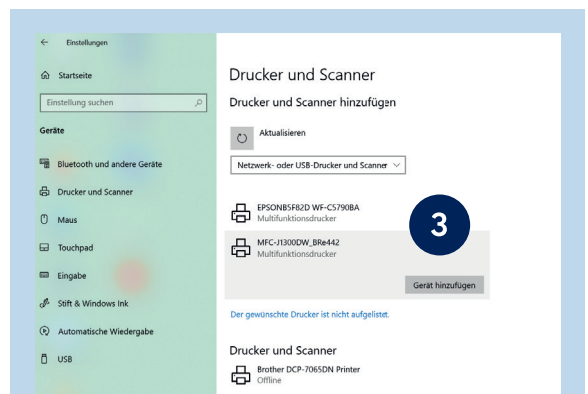 Einstellungen
Startseite
Einstellung suchen
Geräte
Bluetooth und andere Geräte
Drucker und Scanner
Maus
Touchpad
Eingabe
Stift & Windows Ink
Automatische Wiedergabe
USB
Drucker und Scanner
Drucker und Scanner hinzufügen
Aktualisieren
Netzwerk- oder USB-Drucker und Scanner
EPSONB5F82D WF-C5790BA
Multifunktionsdrucker
MFC-J1300DW_BRe442
Multifunktionsdrucker
3
Gerät hinzufügen
Der gewünschte Drucker ist nicht aufgelistet.
Drucker und Scanner
Brother DCP-7065DN Printer
Offline